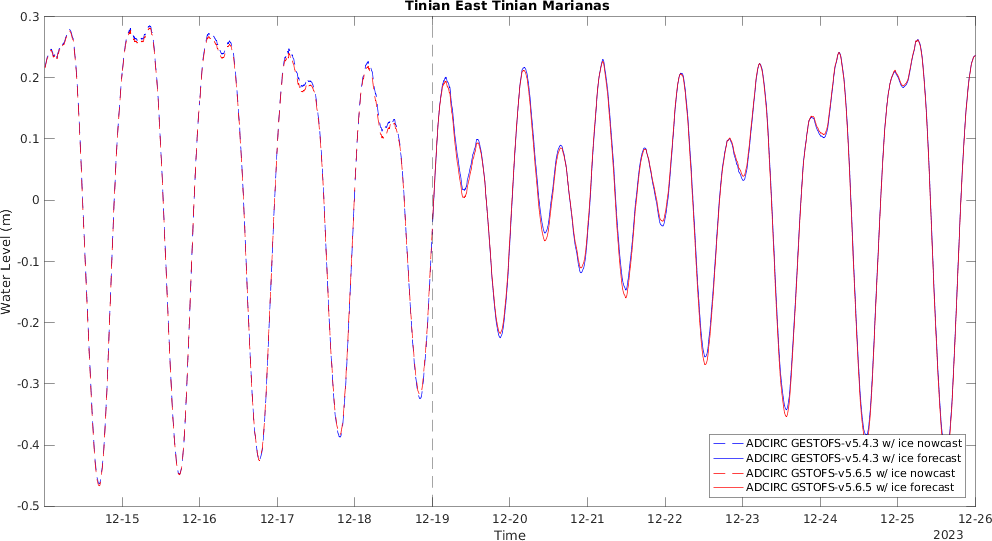 Tinian East Tinian Marianas
0.3
0.2
0.1
0
-0.1
-0.2
-0.3
-0.4
-0.5
Water Level (m)
ADCIRC GESTOFS-v5.4.3 w/ ice nowcast
ADCIRC GESTOFS-v5.4.3 w/ ice forecast
ADCIRC GSTOFS-v5.6.5 w/ ice nowcast
ADCIRC GSTOFS-v5.6.5 w/ ice forecast
12-15 12-16 12-17 12-18 12-19 12-20 12-21 12-22 12-23 12-24 12-25 12-26
Time
2023